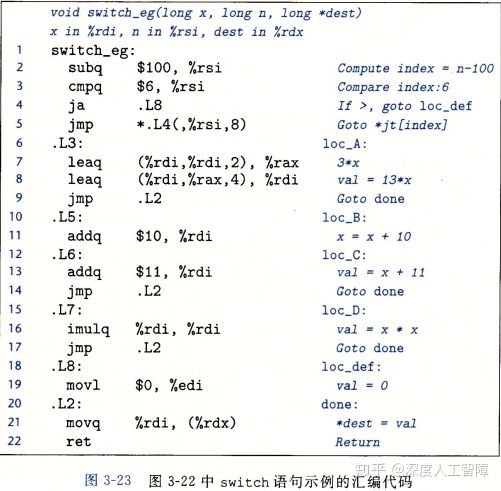 void switch_eg(long x, long n, long *dest)
x in %rdi, n in %rsi, dest in %rdx
1 switch_eg:
2 subq $100, %rsi Compute index = n-100
3 cmpq $6, %rsi Compare index:6
4 ja .L8 If >, goto loc_def
5 jmp *.L4(,%rsi,8) Goto *jt[index]
6 .L3: loc_A:
7 leaq (%rdi,%rdi,2), %rax 3*x
8 leaq (%rdi,%rax,4), %rdi val = 13*x
9 jmp .L2 Goto done
10 .L5: loc_B:
11 addq $10, %rdi x = x + 10
12 .L6: loc_C:
13 addq $11, %rdi val = x + 11
14 jmp .L2 Goto done
15 .L7: loc_D:
16 imulq %rdi, %rdi val = x * x
17 jmp .L2 Goto done
18 .L8: loc_def:
19 movl $0, %edi val = 0
20 .L2: done:
21 movq %rdi, (%rdx) *dest = val
22 ret Return
知乎 @深度人工智障
图 3-23 图 3-22 中 switch 语句示例的汇编代码